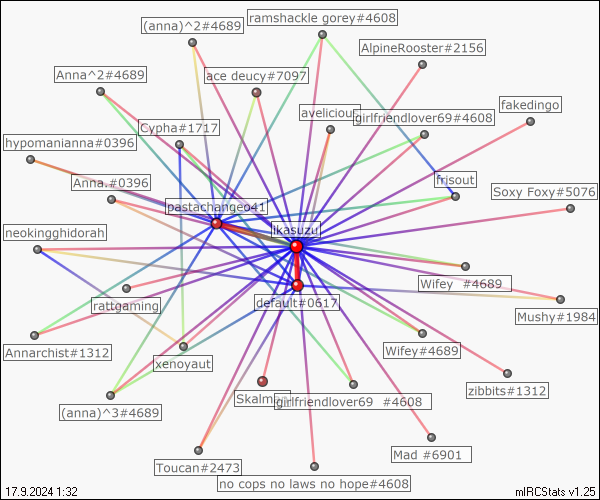 ramshackle gorey#4608
(anna)^2#4689
AlpineRooster#2156
Anna^2#4689
ace deucy#7097
fakedingo
avelicious
girlfriendlover69#4608
Cypha#1717
hypomanianna#0396
Anna.#0396
frisout
Soxy Foxy#5076
pastachangeo41
ikasuzu
neokingghidorah
Wifey #4689
default#0617
rattgaming
Mushy#1984
Annarchist#1312
Wifey#4689
xenoyaut
zibbits#1312
girlfriendlover69 #4608
(anna)^3#4689
Mad #6901
Toucan#2473
no cops no laws no hope#4608
17.9.2024 1:32
mIRCStats v1.25